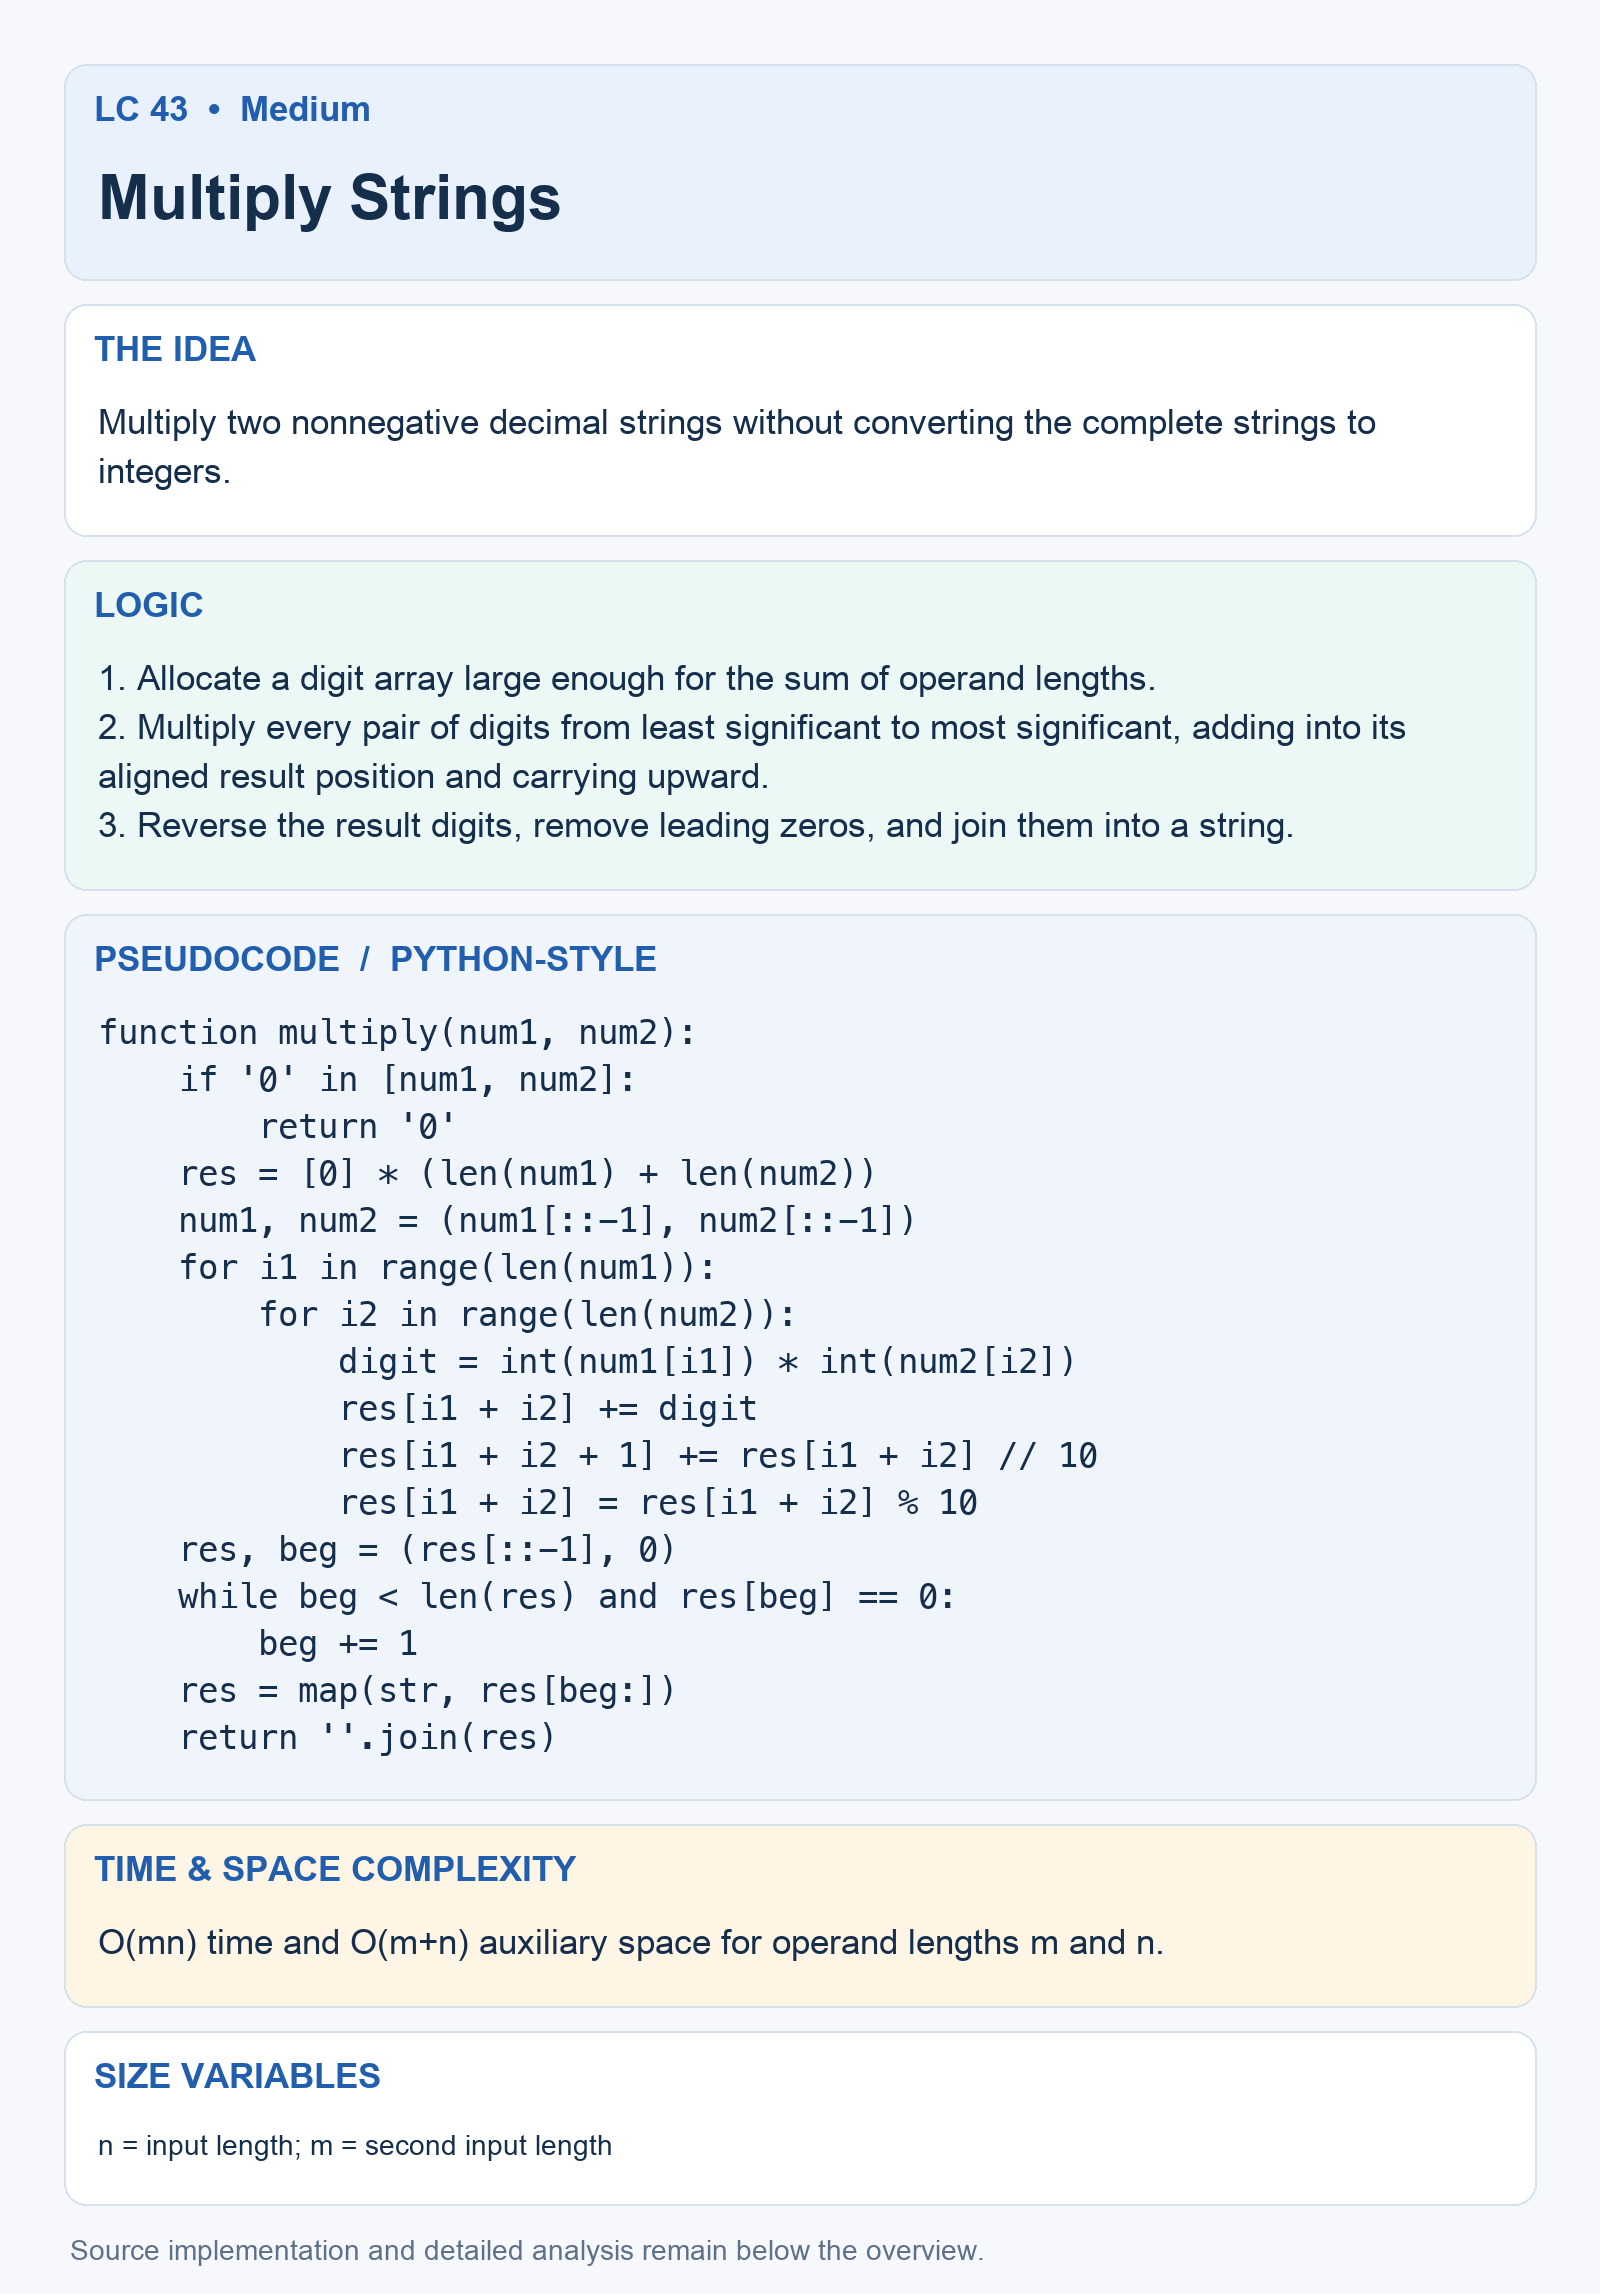 LC 43 • Medium
Multiply Strings
THE IDEA
Multiply two nonnegative decimal strings without converting the complete strings to
integers.
LOGIC
1. Allocate a digit array large enough for the sum of operand lengths.
2. Multiply every pair of digits from least significant to most significant, adding into its
aligned result position and carrying upward.
3. Reverse the result digits, remove leading zeros, and join them into a string.
PSEUDOCODE / PYTHON-STYLE
function multiply(num1, num2):
    if '0' in [num1, num2]:
        return '0'
    res = [0] * (len(num1) + len(num2))
    num1, num2 = (num1[::-1], num2[::-1])
    for i1 in range(len(num1)):
        for i2 in range(len(num2)):
            digit = int(num1[i1]) * int(num2[i2])
            res[i1 + i2] += digit
            res[i1 + i2 + 1] += res[i1 + i2] // 10
            res[i1 + i2] = res[i1 + i2] % 10
    res, beg = (res[::-1], 0)
    while beg < len(res) and res[beg] == 0:
        beg += 1
    res = map(str, res[beg:])
    return ''.join(res)
TIME & SPACE COMPLEXITY
O(mn) time and O(m+n) auxiliary space for operand lengths m and n.
SIZE VARIABLES
n = input length; m = second input length
Source implementation and detailed analysis remain below the overview.